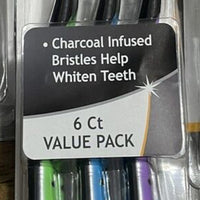 • Charcoal Infused
Bristles Help
Whiten Teeth
6 Ct
VALUE PACK